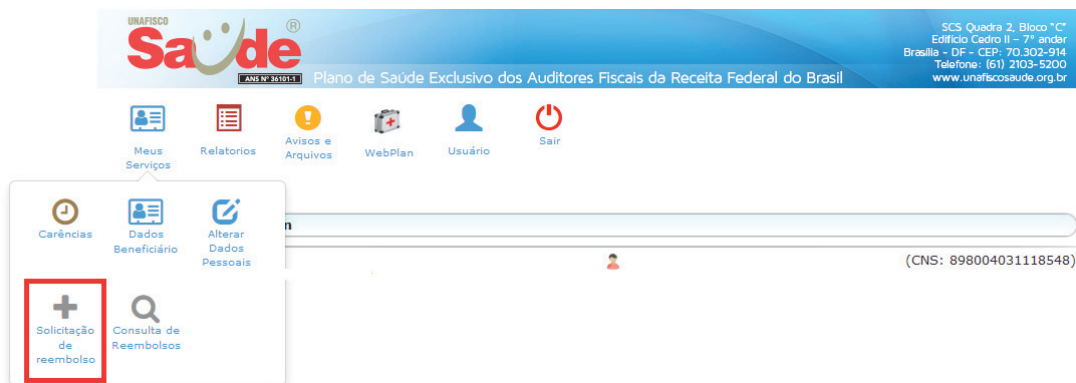 UNAFISCO
Saúde®
ANS Nº 36101-1
Plano de Saúde Exclusivo dos Auditores Fiscais da Receita Federal do Brasil
SCS Quadra 2, Bloco "C"
Edifício Cedro II – 7º andar
Brasília - DF - CEP: 70.302-914
Telefone: (61) 2103-5200
www.unafiscosaude.org.br
Meus
Serviços
Relatorios
Avisos e
Arquivos
WebPlan
Usuário
Sair
Carências
Dados
Beneficiário
Alterar
Dados
Pessoais
n
(CNS: 898004031118548)
Solicitação
de
reembolso
Consulta de
Reembolsos